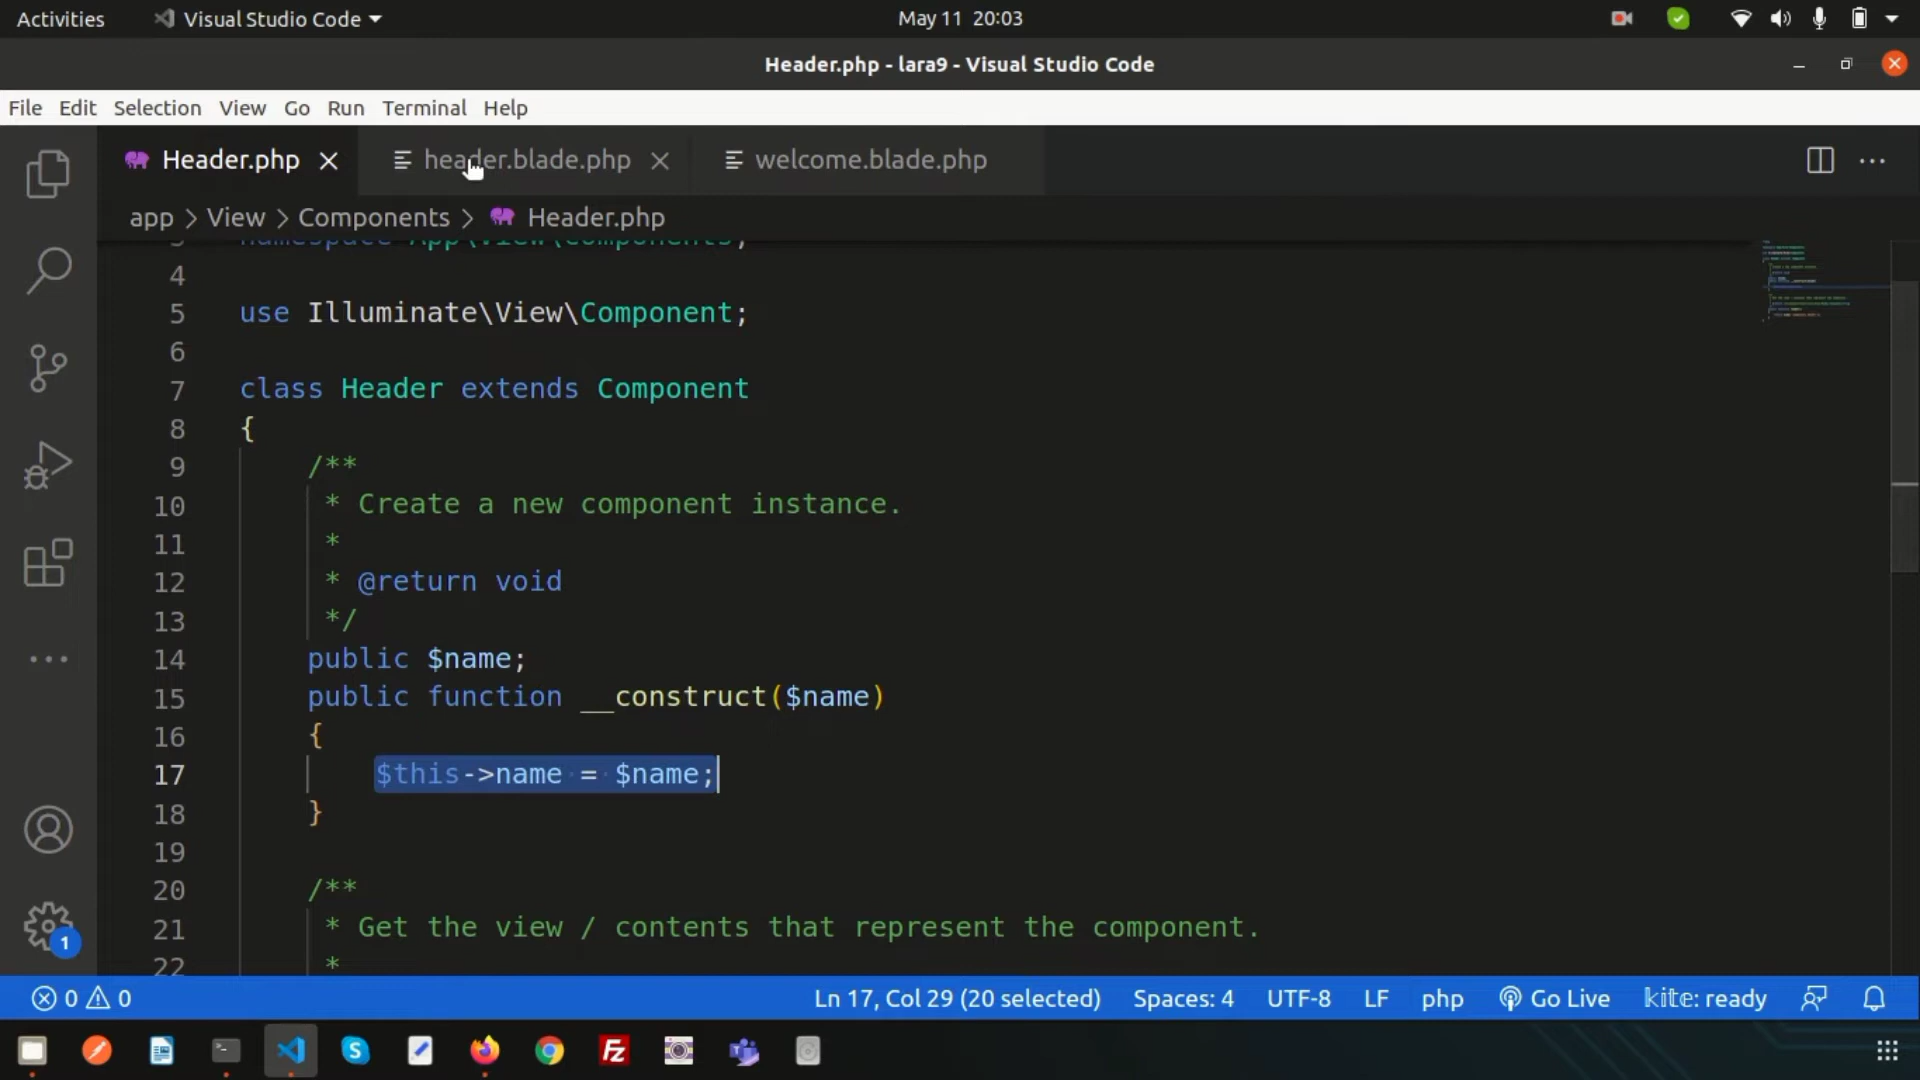 Activities Visual Studio Code May 11 20:03
Header.php - lara9 - Visual Studio Code
File Edit Selection View Go Run Terminal Help
Header.php header.blade.php welcome.blade.php
app > View > Components > Header.php
3 namespace App\View\Components;
4
5 use Illuminate\View\Component;
6
7 class Header extends Component
8 {
9 /**
10 * Create a new component instance.
11 *
12 * @return void
13 */
14 public $name;
15 public function __construct($name)
16 {
17 $this->name = $name;
18 }
19
20 /**
21 * Get the view / contents that represent the component.
22 *
1
0 0 Ln 17, Col 29 (20 selected) Spaces: 4 UTF-8 LF php Go Live kite: ready